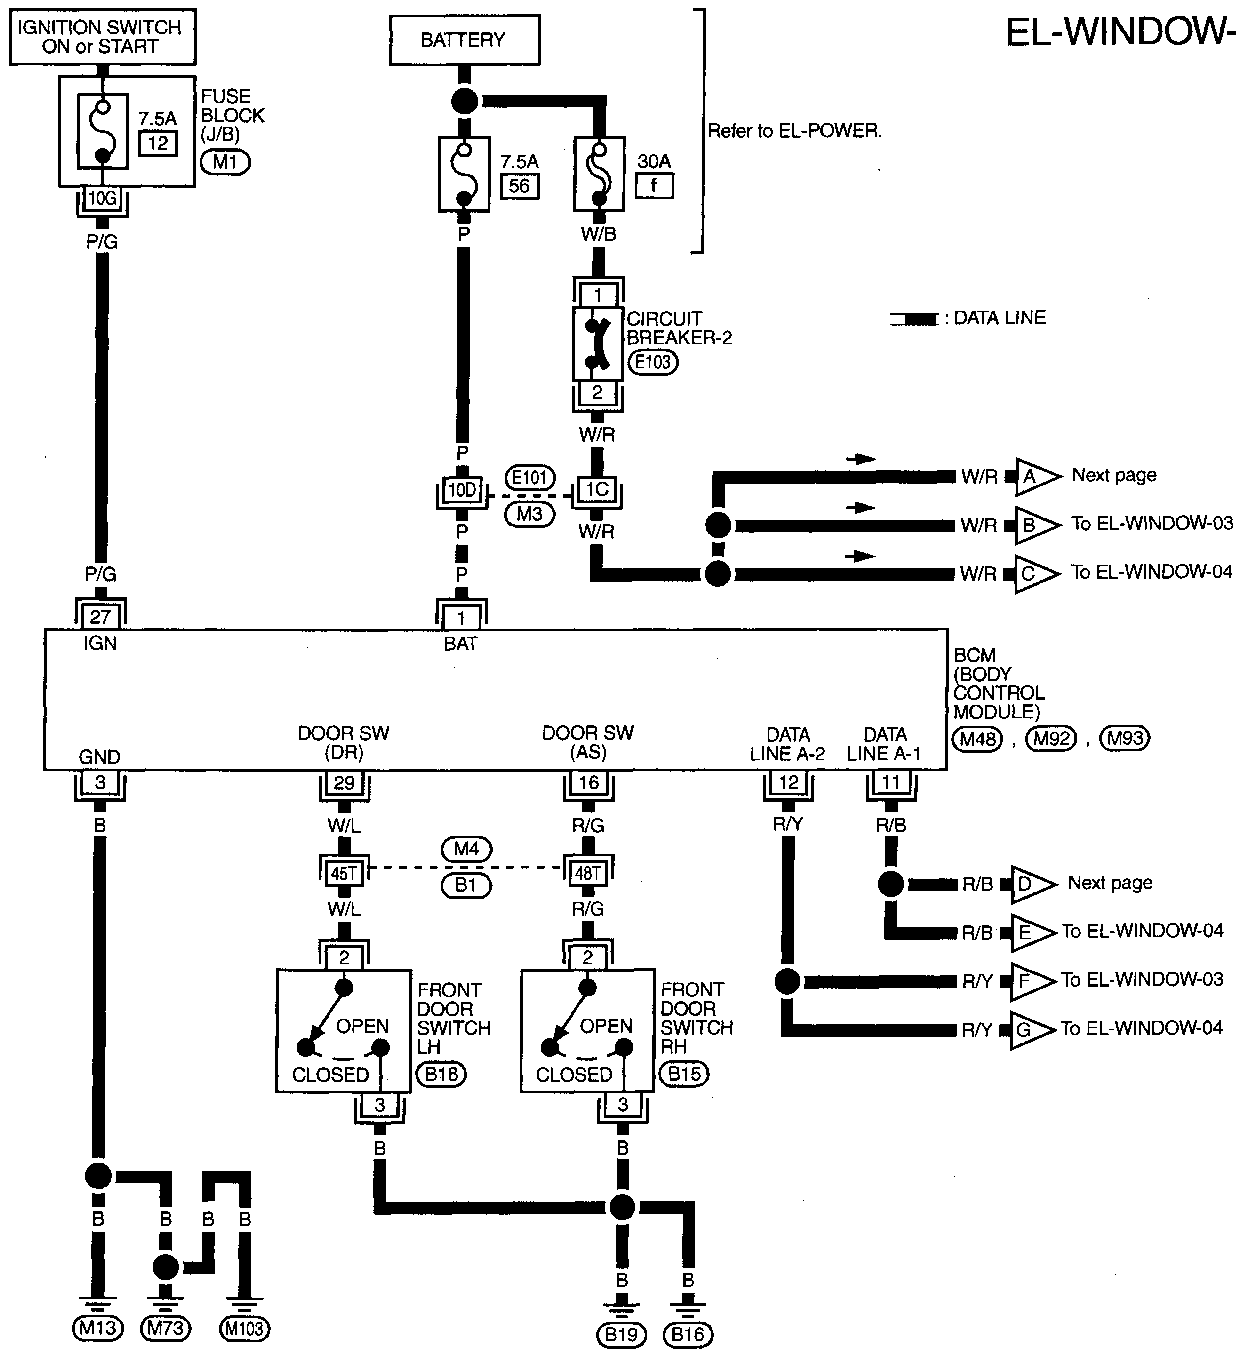 IGNITION SWITCH
ON or START
BATTERY
EL-WINDOW-
FUSE
BLOCK
(J/B)
M1
7.5A
12
7.5A
56
30A
f
Refer to EL-POWER.
10G
P/G
P
W/B
1
CIRCUIT
BREAKER-2
E103
: DATA LINE
2
W/R
P
10D
E101
M3
1C
P
W/R
W/R
A
Next page
W/R
B
To EL-WINDOW-03
W/R
C
To EL-WINDOW-04
P/G
P
27
1
IGN
BAT
BCM
(BODY
CONTROL
MODULE)
M48 , M92 , M93
GND
DOOR SW
(DR)
DOOR SW
(AS)
DATA
LINE A-2
DATA
LINE A-1
3
29
16
12
11
B
W/L
R/G
R/Y
R/B
M4
B1
45T
48T
W/L
R/G
R/B
D
Next page
R/B
E
To EL-WINDOW-04
R/Y
F
To EL-WINDOW-03
R/Y
G
To EL-WINDOW-04
2
2
OPEN
CLOSED
FRONT
DOOR
SWITCH
LH
B18
OPEN
CLOSED
FRONT
DOOR
SWITCH
RH
B15
3
3
B
B
B
B
B
B
B
B
M13
M73
M103
B19
B16